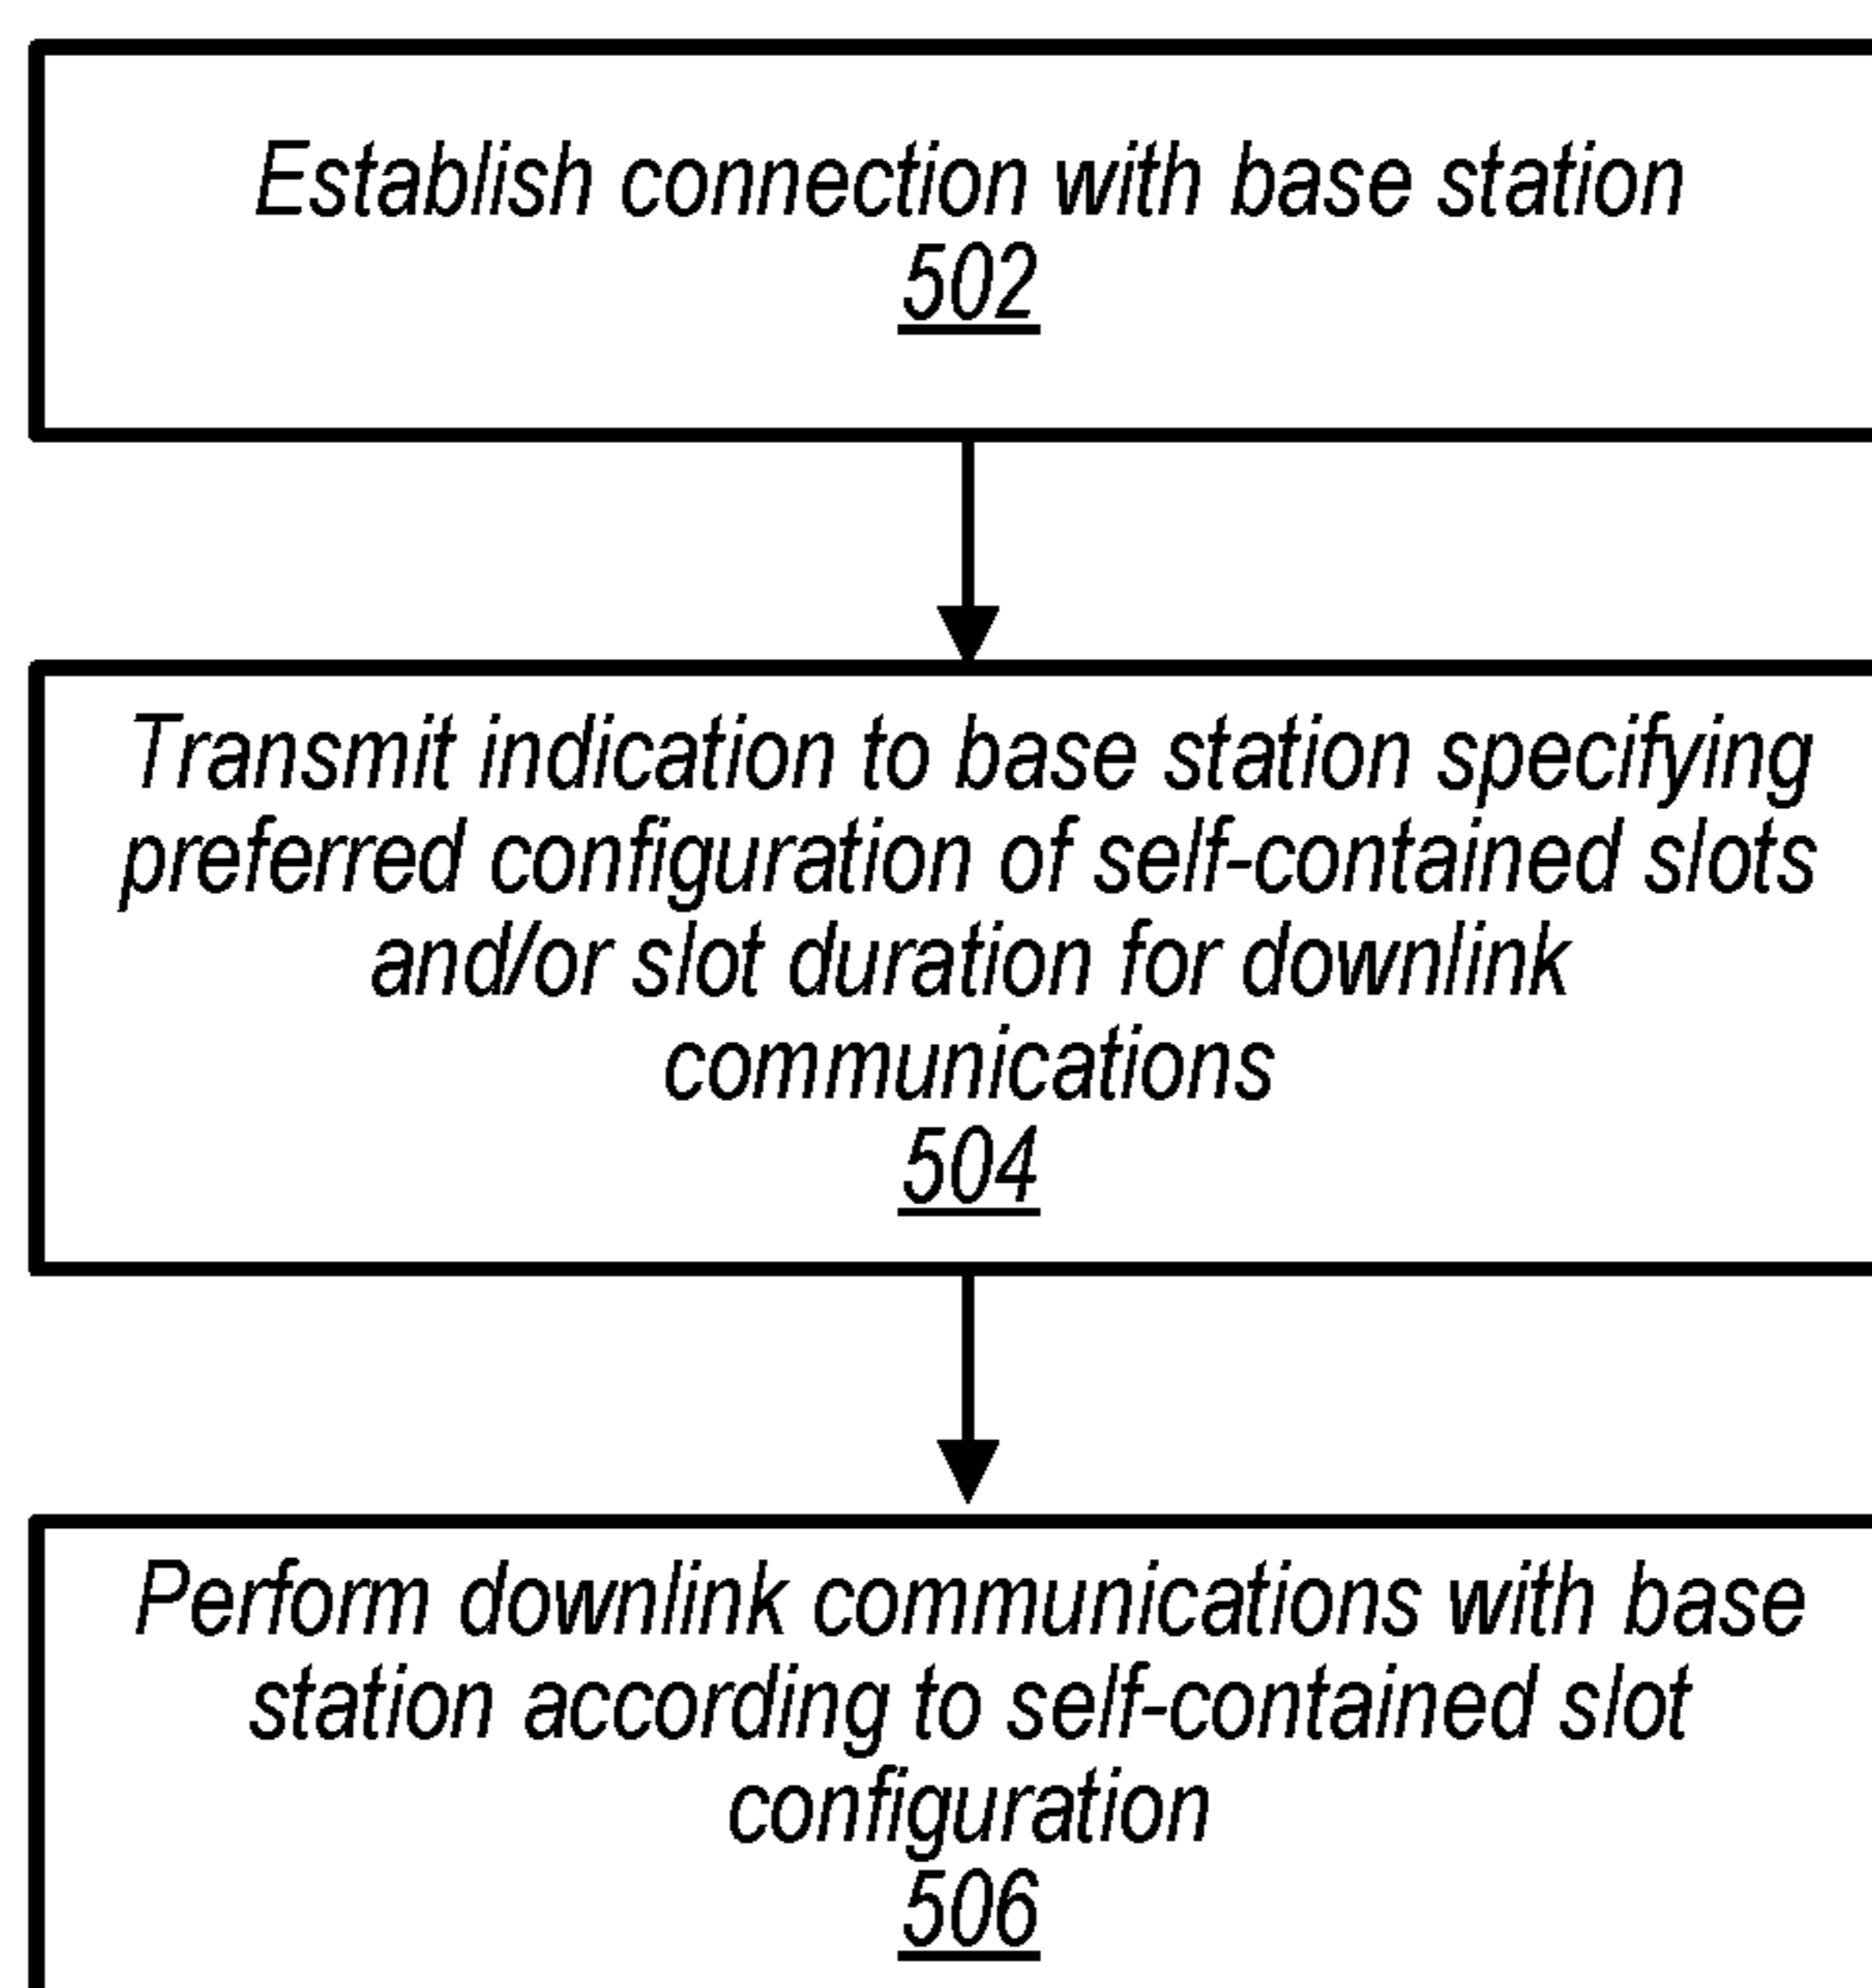 Establish connection with base station
502
Transmit indication to base station specifying
preferred configuration of self-contained slots
and/or slot duration for downlink
communications
504
Perform downlink communications with base
station according to self-contained slot
configuration
506